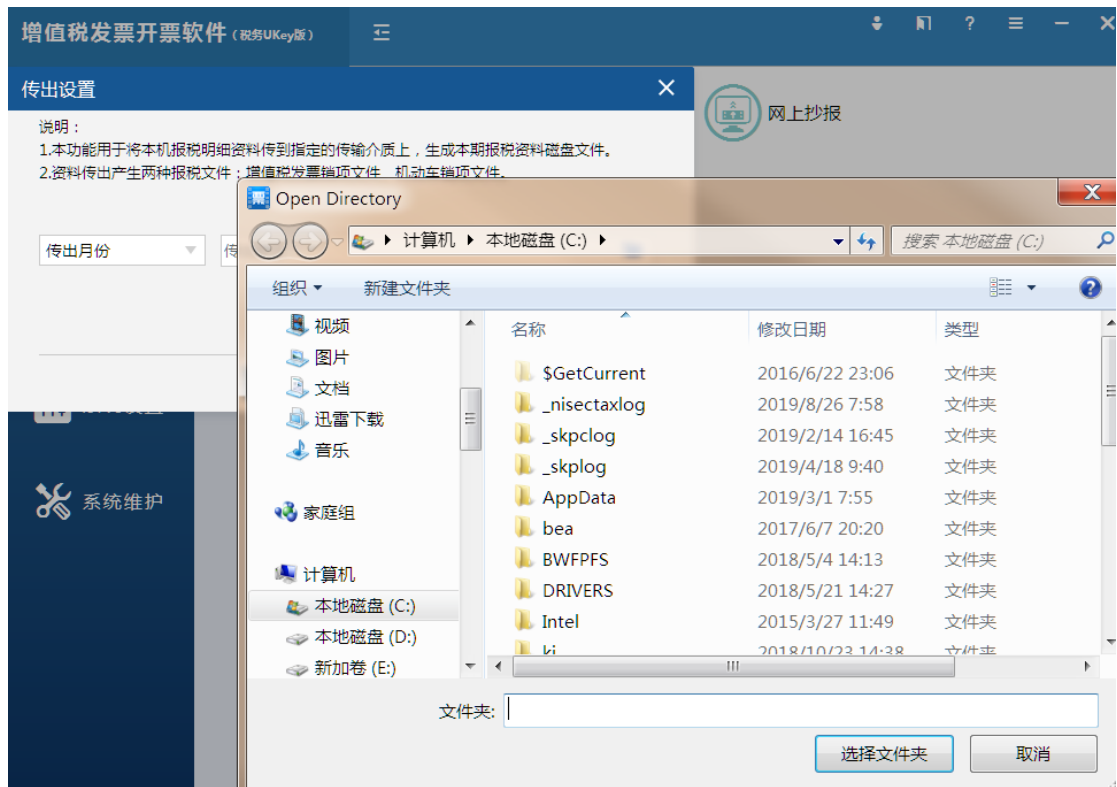 增值税发票开票软件(税务UKey版)
传出设置
网上抄报
说明:
1.本功能用于将本机报税明细资料传到指定的传输介质上,生成本期报税资料磁盘文件。
2.资料传出产生两种报税文件:增值税发票销项文件、机动车销项文件。
Open Directory
传出月份
传
计算机 本地磁盘 (C:)
搜索 本地磁盘 (C:)
组织 新建文件夹
视频
图片
文档
迅雷下载
音乐
家庭组
计算机
本地磁盘 (C:)
本地磁盘 (D:)
新加卷 (E:)
名称 修改日期 类型
$GetCurrent 2016/6/22 23:06 文件夹
_nisectaxlog 2019/8/26 7:58 文件夹
_skpclog 2019/2/14 16:45 文件夹
_skplog 2019/4/18 9:40 文件夹
AppData 2019/3/1 7:55 文件夹
bea 2017/6/7 20:20 文件夹
BWFPFS 2018/5/4 14:13 文件夹
DRIVERS 2018/5/21 14:27 文件夹
Intel 2015/3/27 11:49 文件夹
2018/10/23 14:38 文件夹
系统维护
文件夹:
选择文件夹 取消